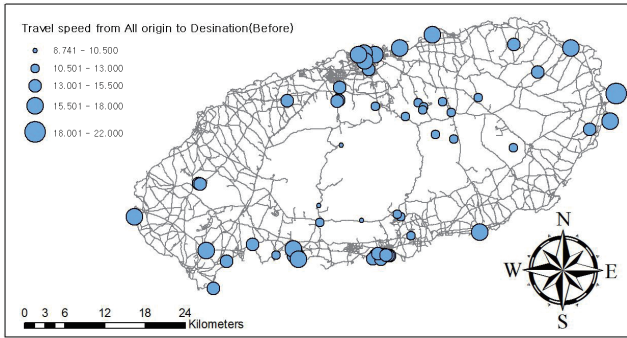 Travel speed from All origin to Desination(Before)
8.741 - 10.500
10.501 - 13.000
13.001 - 15.500
15.501 - 18.000
18.001 - 22.000
N
W E
S
0 3 6 12 18 24
Kilometers